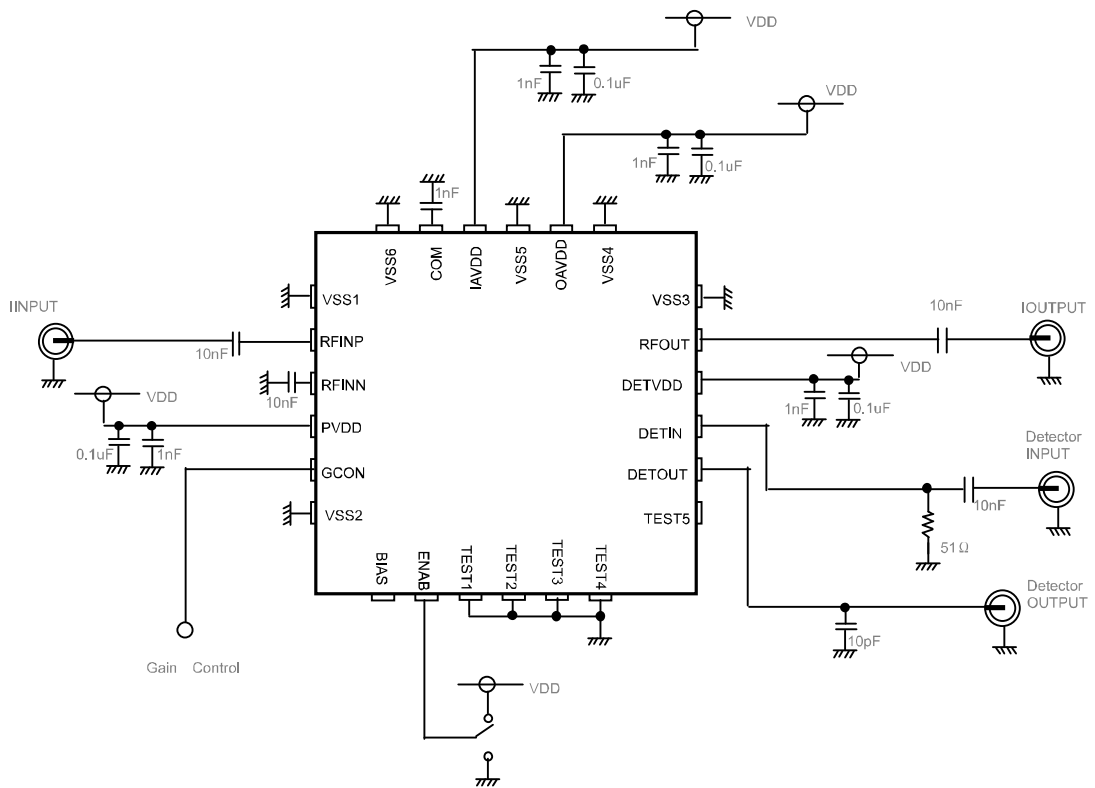 VDD
1nF
0.1uF
VDD
1nF
0.1uF
1nF
VSS6
COM
IAVDD
VSS5
OAVDD
VSS4
IINPUT
VSS1
VSS3
10nF
IOUTPUT
10nF
RFINP
RFOUT
VDD
RFINN
DETVDD
VDD
10nF
1nF
0.1uF
PVDD
DETIN
Detector
INPUT
0.1uF
1nF
GCON
DETOUT
10nF
VSS2
TEST5
51Ω
BIAS
ENAB
TEST1
TEST2
TEST3
TEST4
Detector
OUTPUT
10pF
Gain Control
VDD